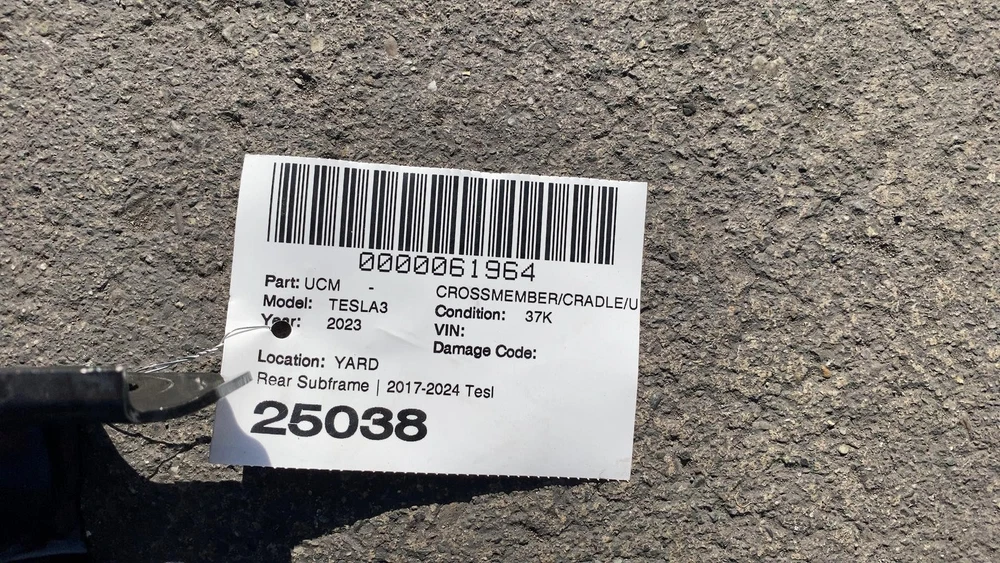 0000061964
Part: UCM - CROSSMEMBER/CRADLE/U
Model: TESLA3 Condition: 37K
Year: 2023 VIN:
Damage Code:
Location: YARD
Rear Subframe | 2017-2024 Tesl
25038